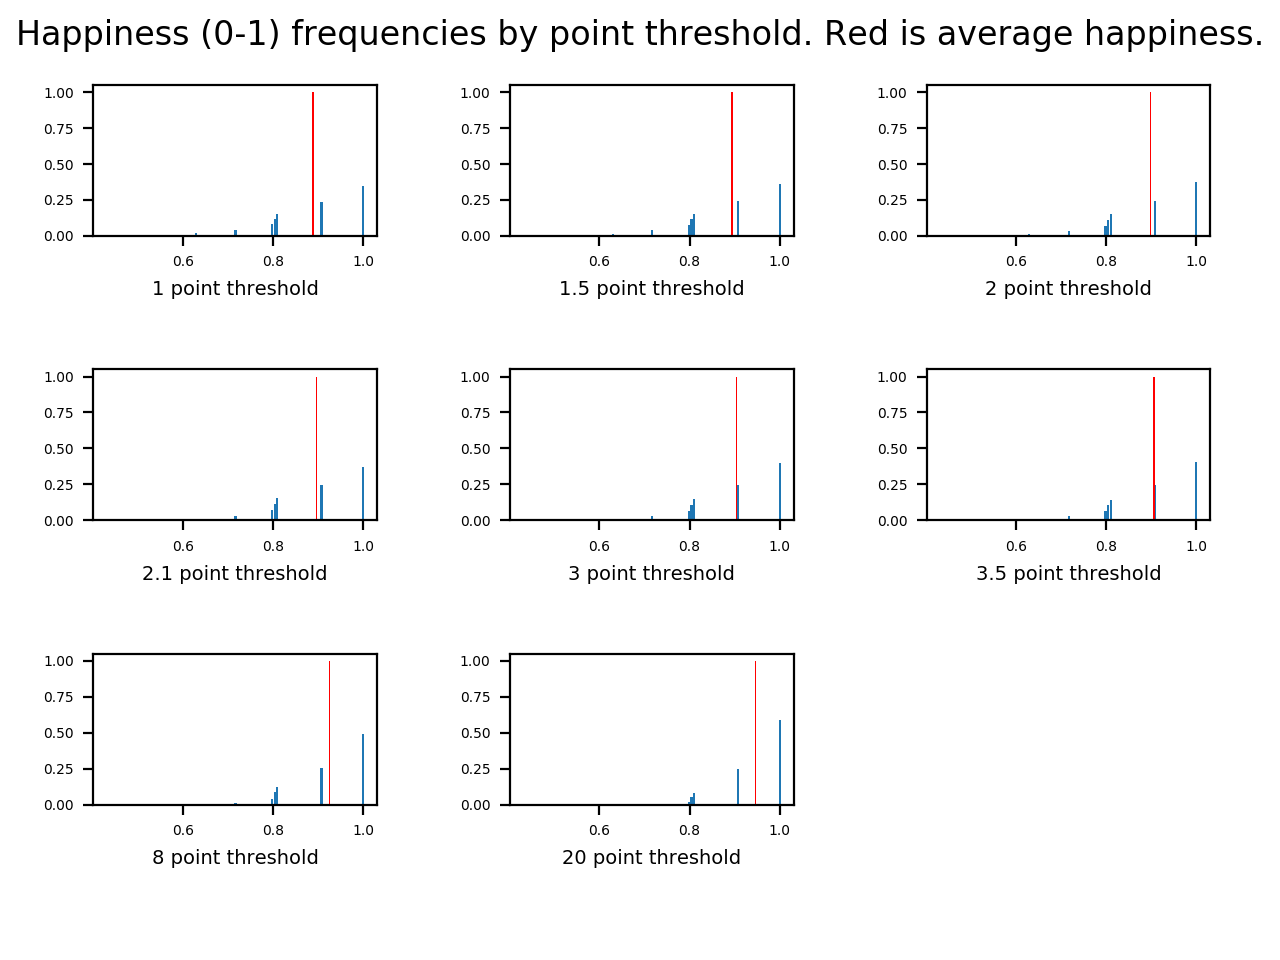 Happiness (0-1) frequencies by point threshold. Red is average happiness.
1.00 1.00 1.00
0.75 0.75 0.75
0.50 0.50 0.50
0.25 0.25 0.25
0.00 0.00 0.00
0.6 0.8 1.0 0.6 0.8 1.0 0.6 0.8 1.0
1 point threshold 1.5 point threshold 2 point threshold
1.00 1.00 1.00
0.75 0.75 0.75
0.50 0.50 0.50
0.25 0.25 0.25
0.00 0.00 0.00
0.6 0.8 1.0 0.6 0.8 1.0 0.6 0.8 1.0
2.1 point threshold 3 point threshold 3.5 point threshold
1.00 1.00
0.75 0.75
0.50 0.50
0.25 0.25
0.00 0.00
0.6 0.8 1.0 0.6 0.8 1.0
8 point threshold 20 point threshold